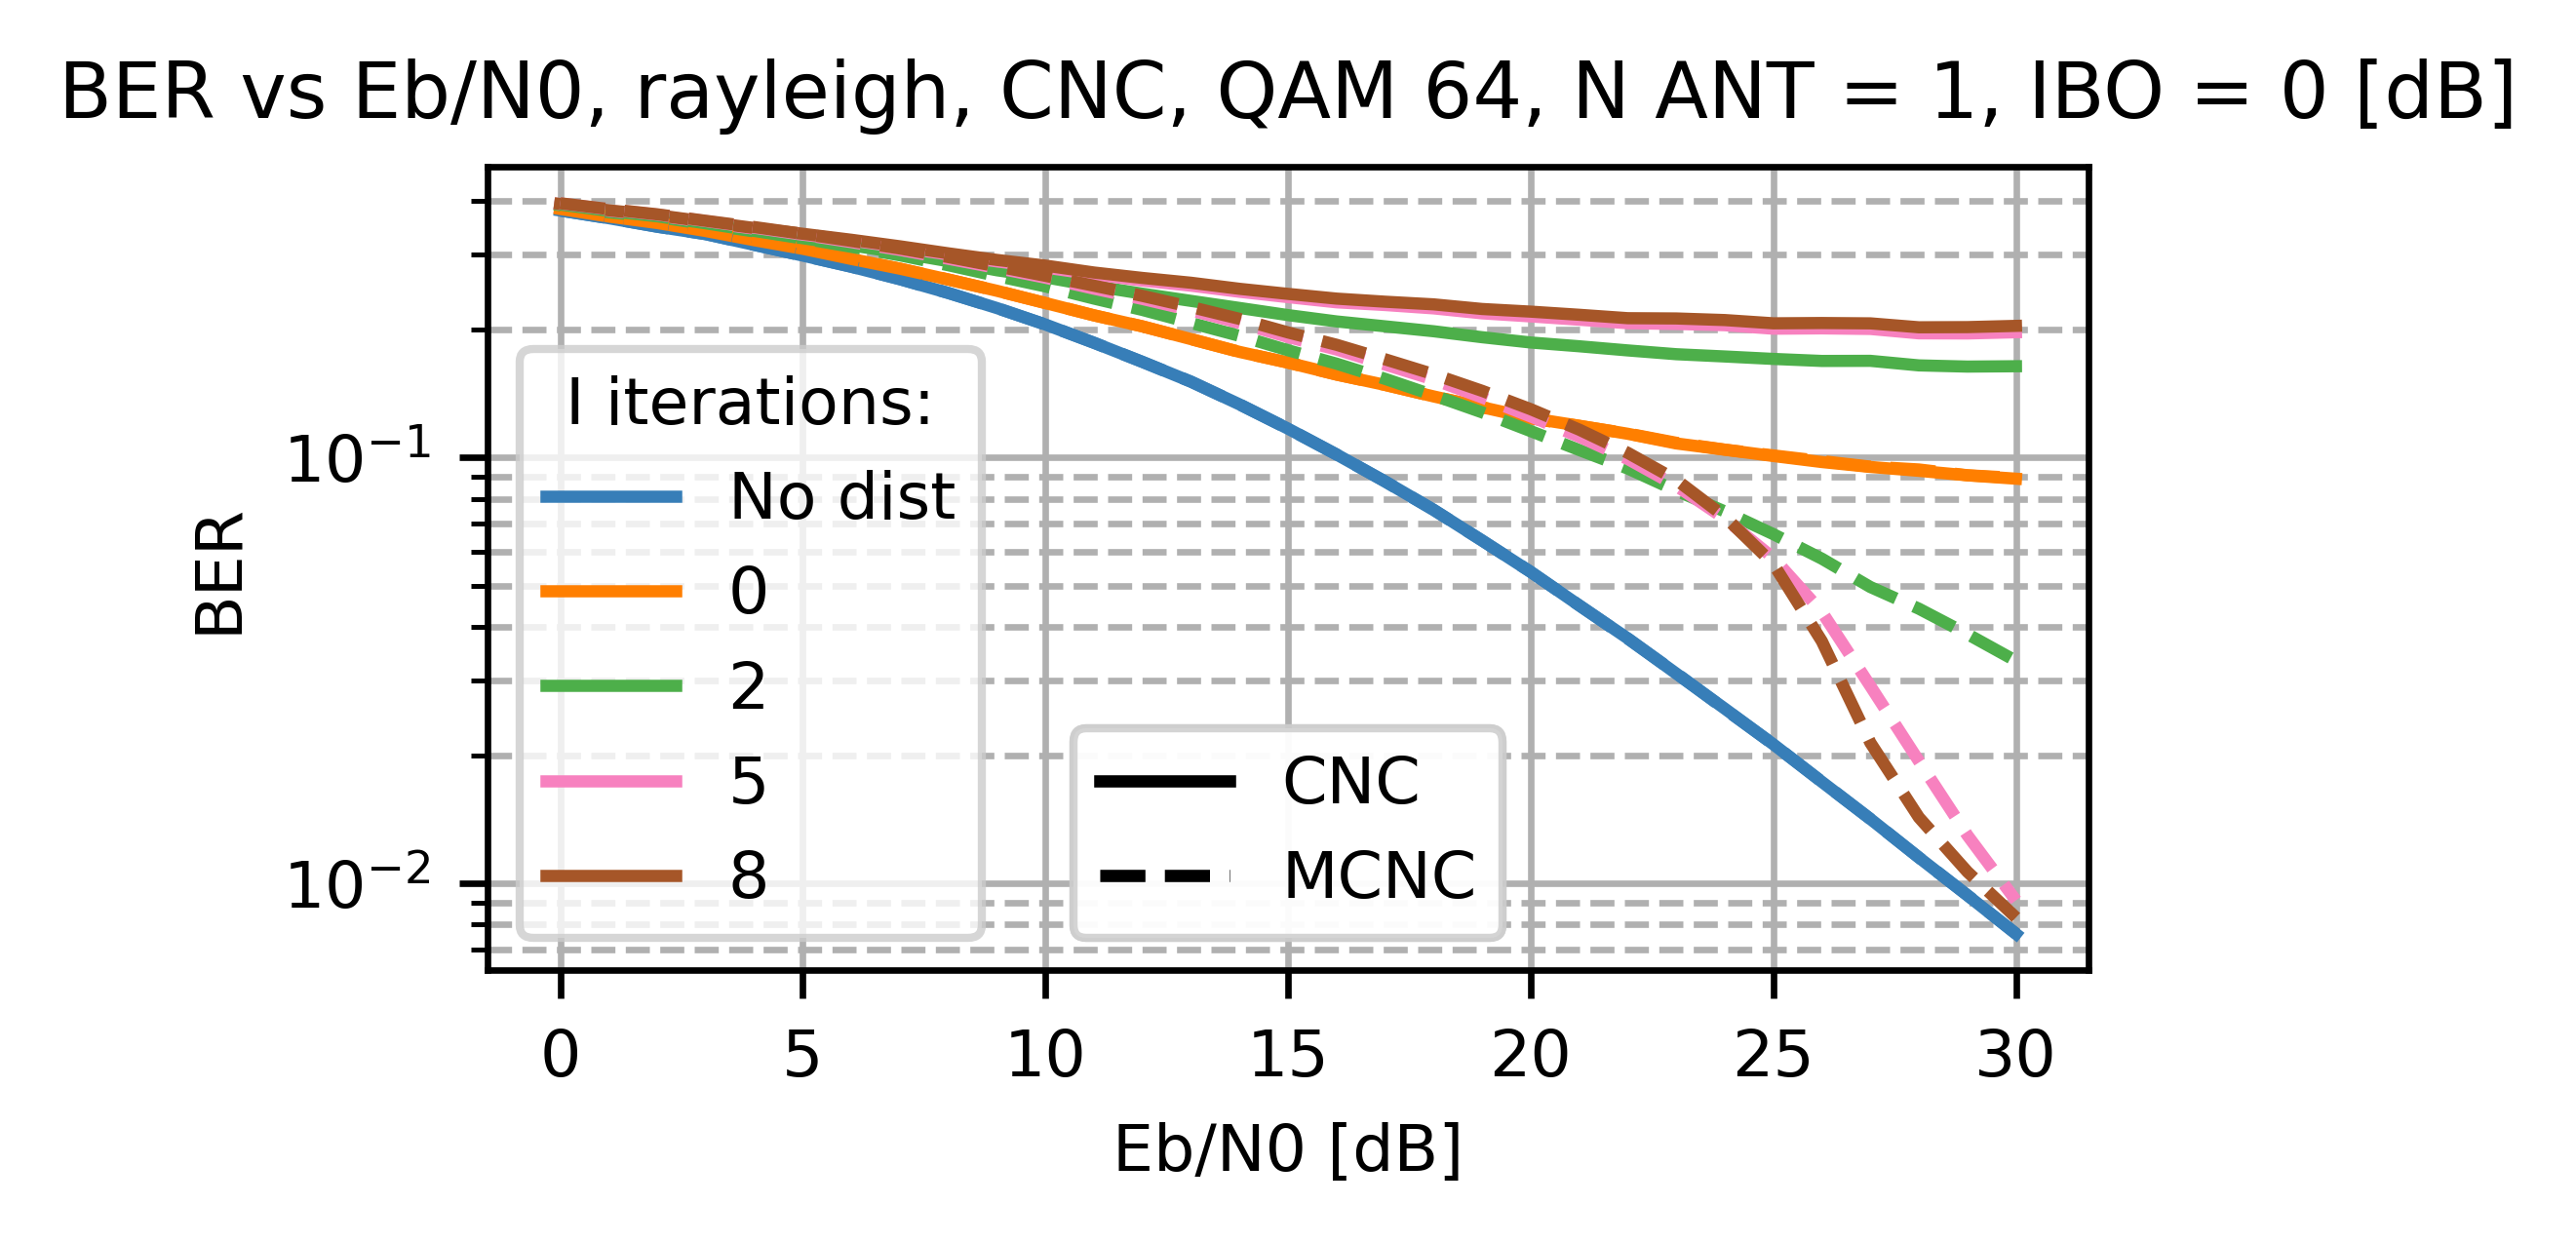 BER vs Eb/N0, rayleigh, CNC, QAM 64, N ANT = 1, IBO = 0 [dB]
BER
10⁻¹
10⁻²
I iterations:
No dist
0
2
5
8
CNC
MCNC
0 5 10 15 20 25 30
Eb/N0 [dB]